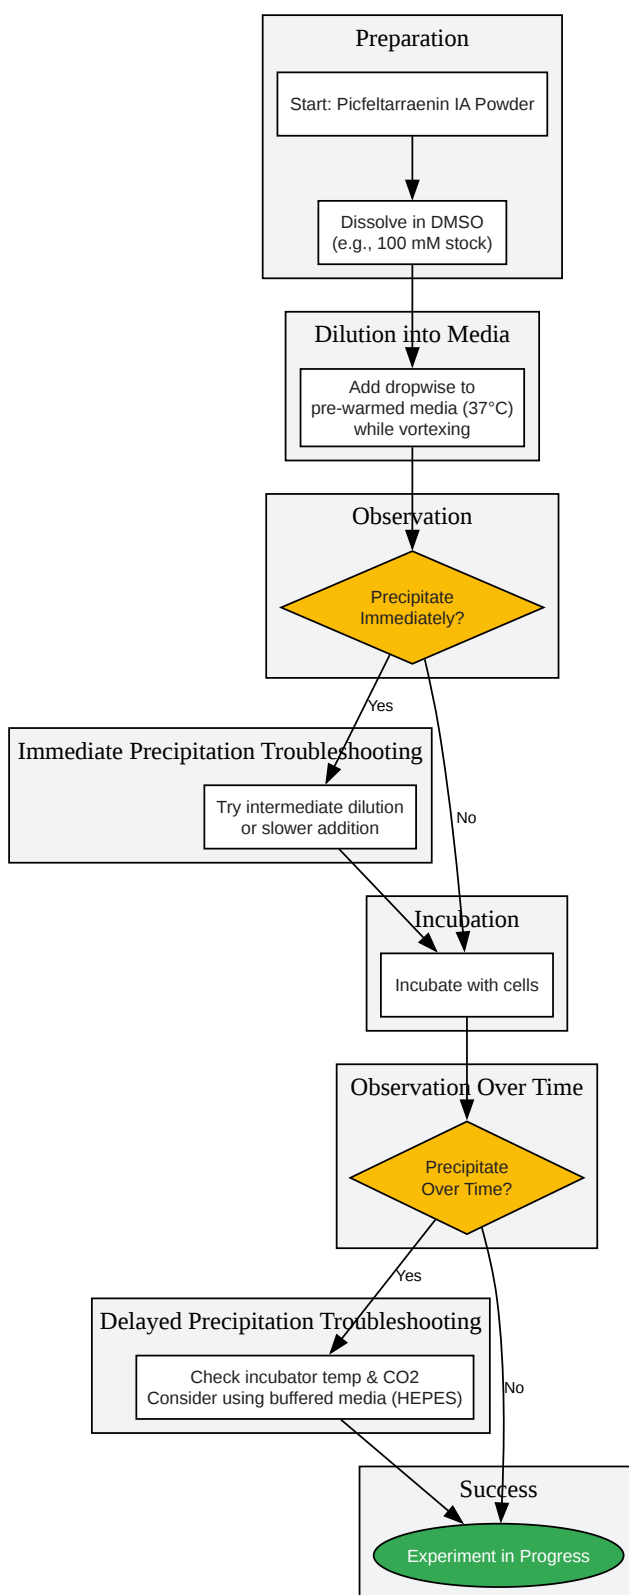 Preparation
Start: Picfeltarraenin IA Powder
Dissolve in DMSO
(e.g., 100 mM stock)
Dilution into Media
Add dropwise to
pre-warmed media (37°C)
while vortexing
Observation
Precipitate
Immediately?
Yes
Immediate Precipitation Troubleshooting
Try intermediate dilution
or slower addition
No
Incubation
Incubate with cells
Observation Over Time
Precipitate
Over Time?
Yes
Delayed Precipitation Troubleshooting
Check incubator temp & CO2
Consider using buffered media (HEPES)
No
Success
Experiment in Progress